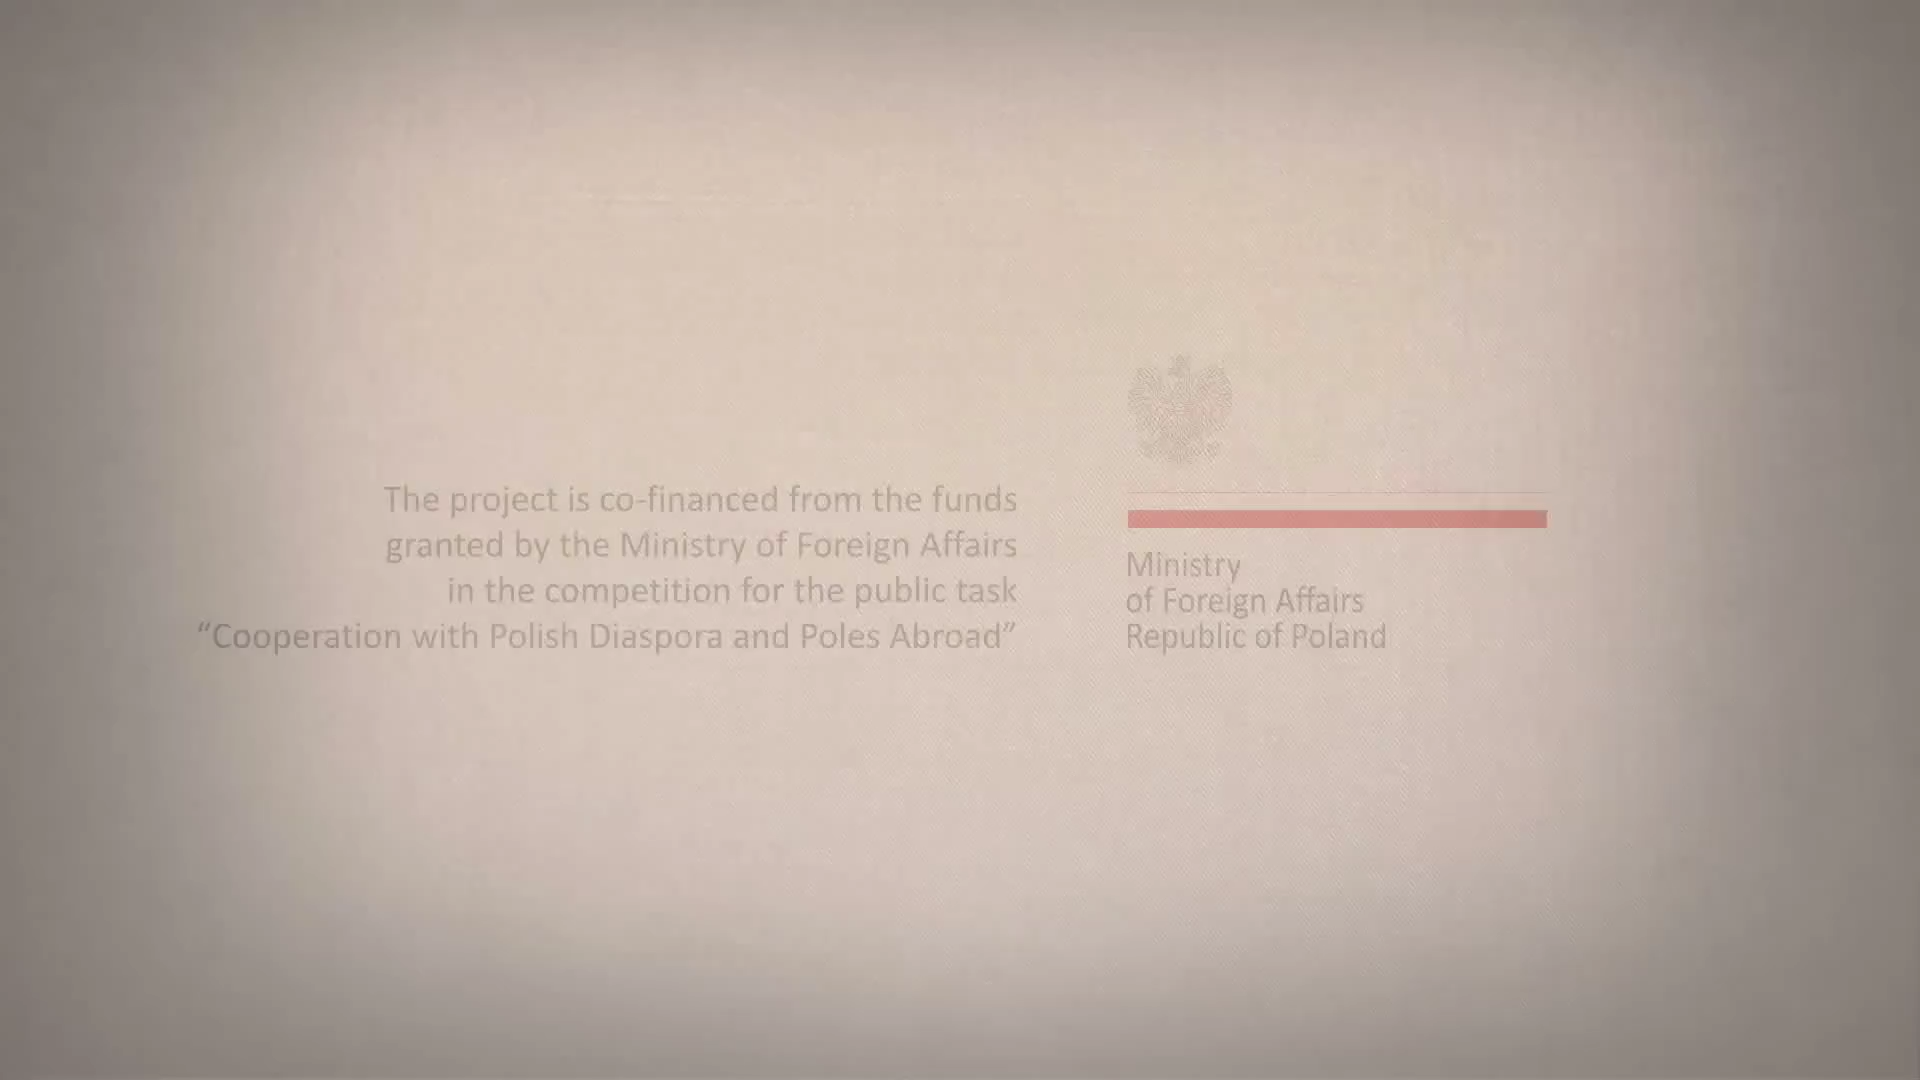 The project is co-financed from the funds
granted by the Ministry of Foreign Affairs
in the competition for the public task
“Cooperation with Polish Diaspora and Poles Abroad”
Ministry
of Foreign Affairs
Republic of Poland